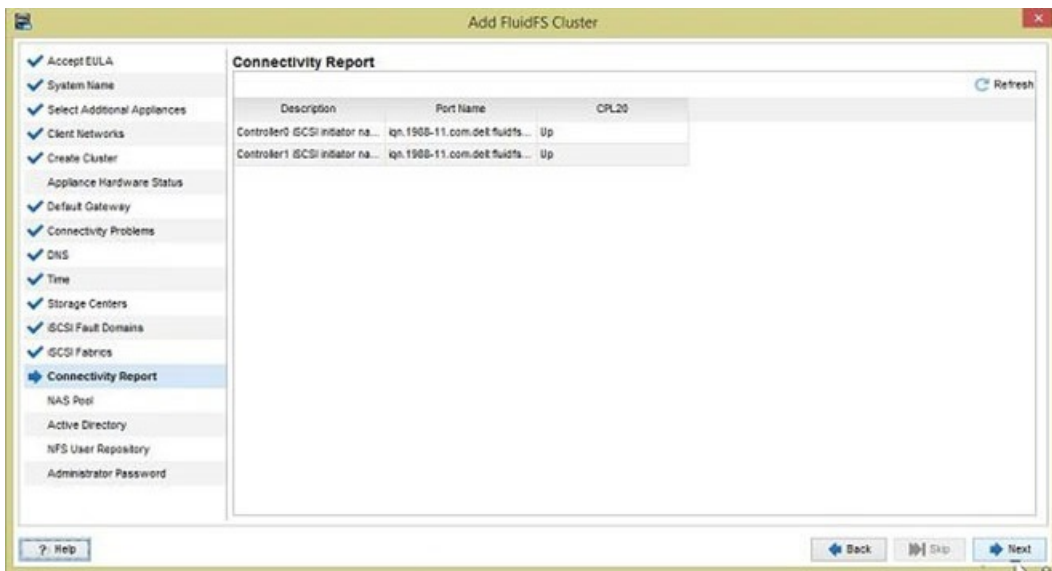 Add FluidFS Cluster
Accept EULA
System Name
Select Additional Appliances
Client Networks
Create Cluster
Appliance Hardware Status
Default Gateway
Connectivity Problems
DNS
Time
Storage Centers
iSCSI Fault Domains
iSCSI Fabrics
Connectivity Report
NAS Pool
Active Directory
NFS User Repository
Administrator Password
Connectivity Report
Refresh
Description Port Name CPL20
Controller0 iSCSI initiator na... iqn.1988-11.com.dell:fluidfs... Up
Controller1 iSCSI initiator na... iqn.1988-11.com.dell:fluidfs... Up
? Help
Back
Skip
Next